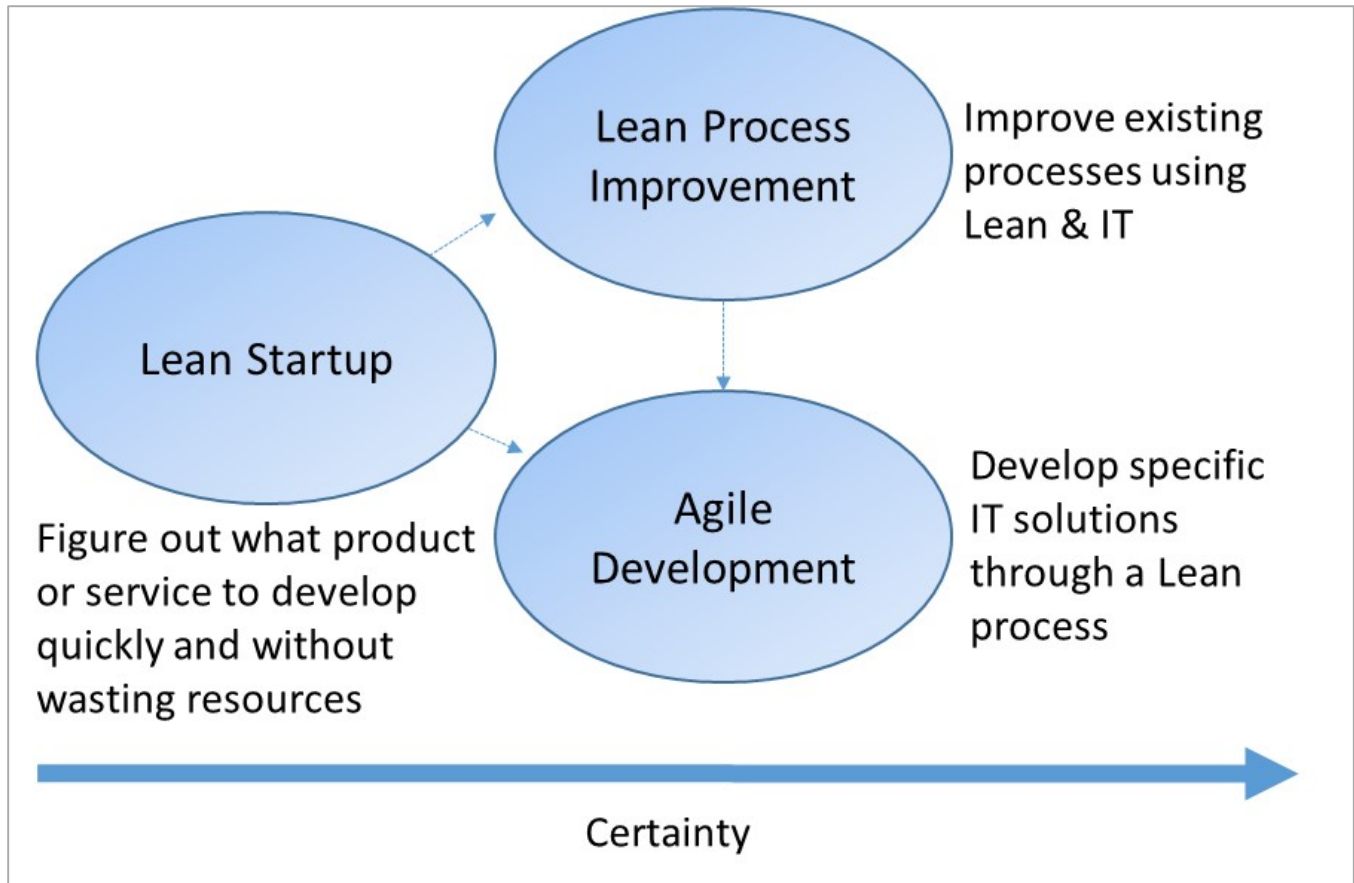 Lean Process
Improvement
Improve existing
processes using
Lean & IT
Lean Startup
Figure out what product
or service to develop
quickly and without
wasting resources
Agile
Development
Develop specific
IT solutions
through a Lean
process
Certainty